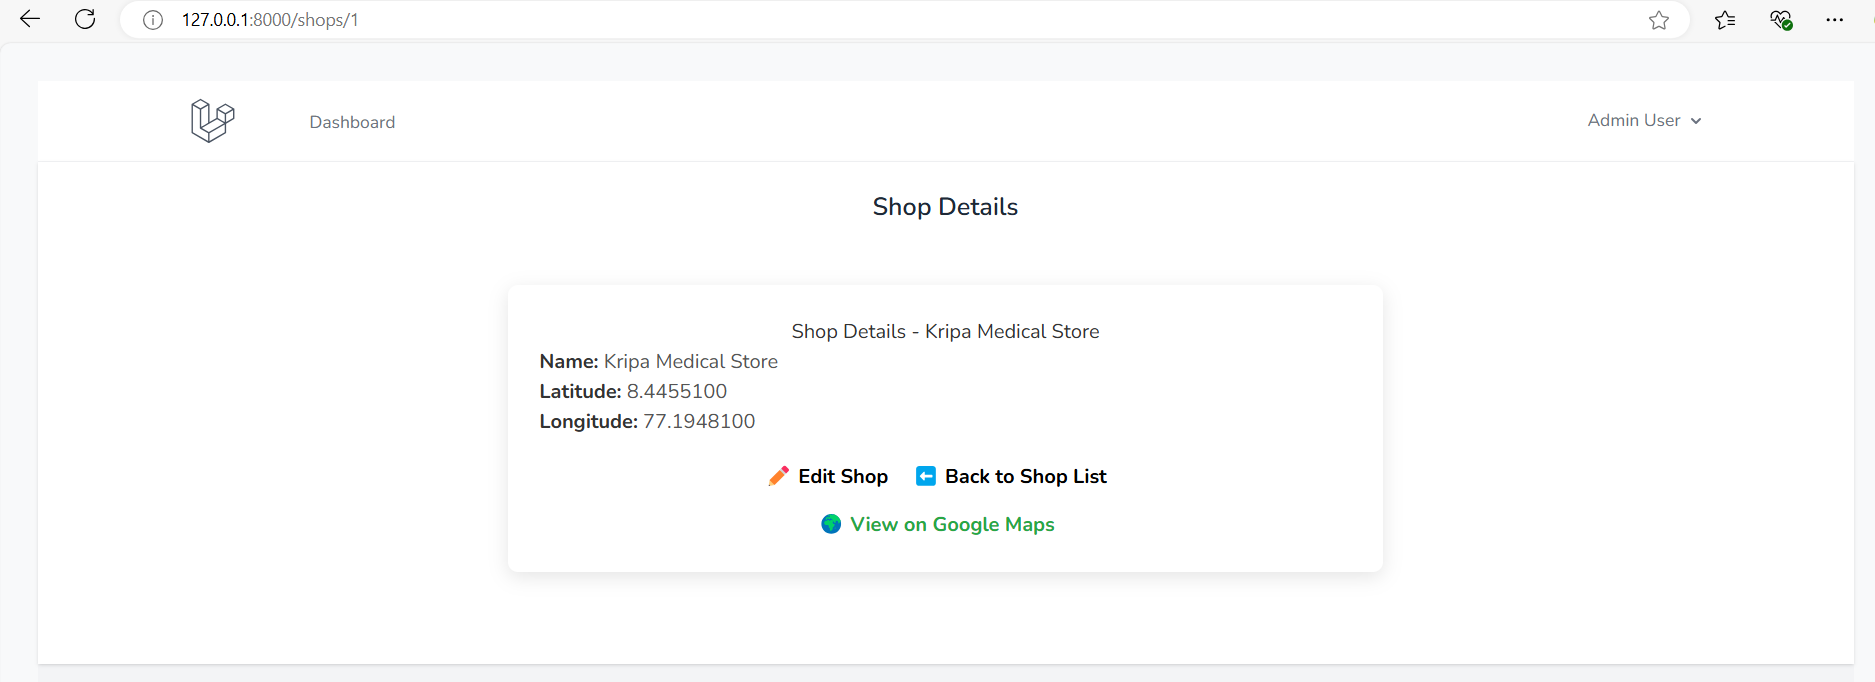 127.0.0.1:8000/shops/1
Dashboard
Admin User
Shop Details
Shop Details - Kripa Medical Store
Name: Kripa Medical Store
Latitude: 8.4455100
Longitude: 77.1948100
Edit Shop
Back to Shop List
View on Google Maps